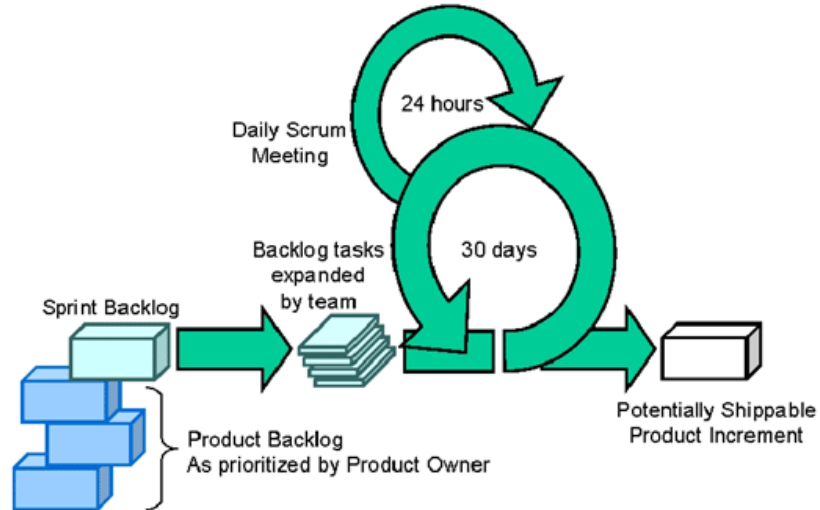 24 hours
Daily Scrum
Meeting
Backlog tasks
expanded
by team
30 days
Sprint Backlog
Potentially Shippable
Product Increment
Product Backlog
As prioritized by Product Owner